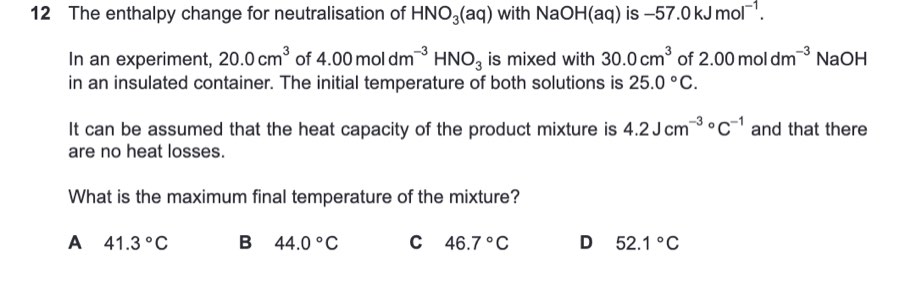 12 The enthalpy change for neutralisation of HNO₃(aq) with NaOH(aq) is –57.0 kJ mol⁻¹.
In an experiment, 20.0 cm³ of 4.00 mol dm⁻³ HNO₃ is mixed with 30.0 cm³ of 2.00 mol dm⁻³ NaOH
in an insulated container. The initial temperature of both solutions is 25.0 °C.
It can be assumed that the heat capacity of the product mixture is 4.2 J cm⁻³ °C⁻¹ and that there
are no heat losses.
What is the maximum final temperature of the mixture?
A 41.3 °C B 44.0 °C C 46.7 °C D 52.1 °C